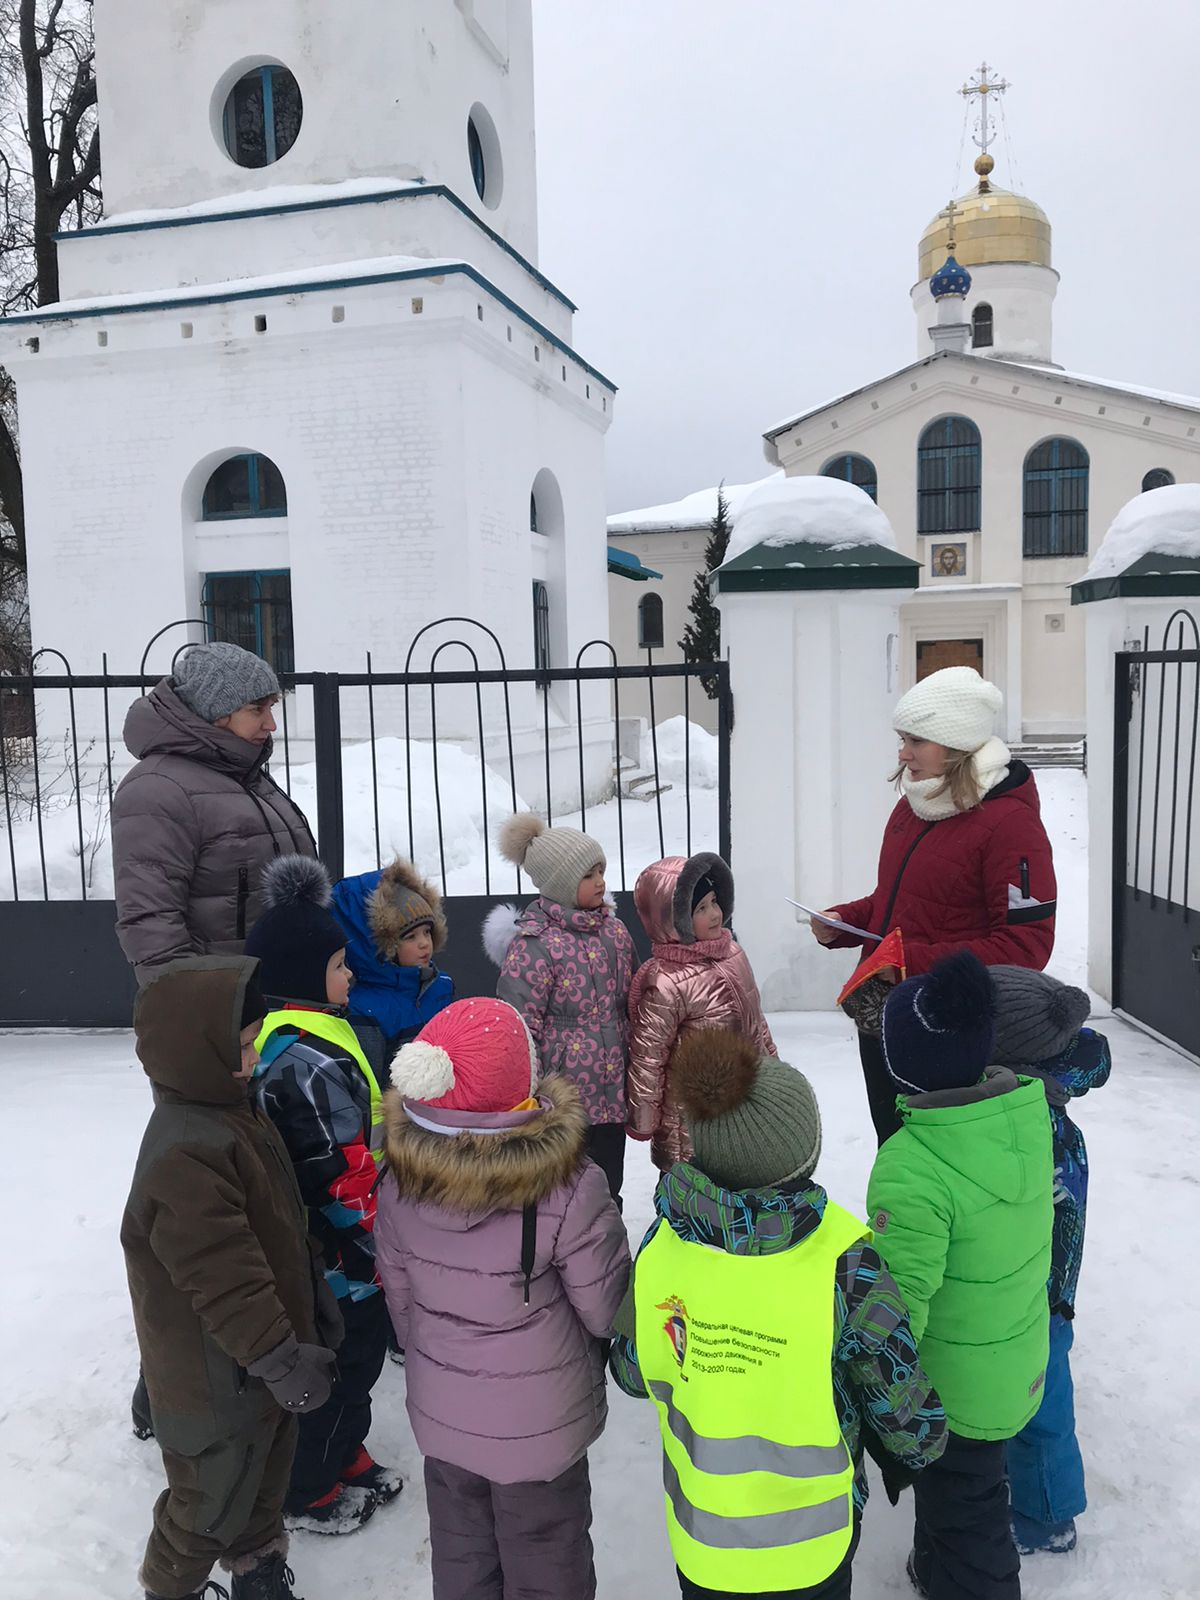 Федеральная целевая программа
Повышение безопасности
дорожного движения в
2013-2020 годах